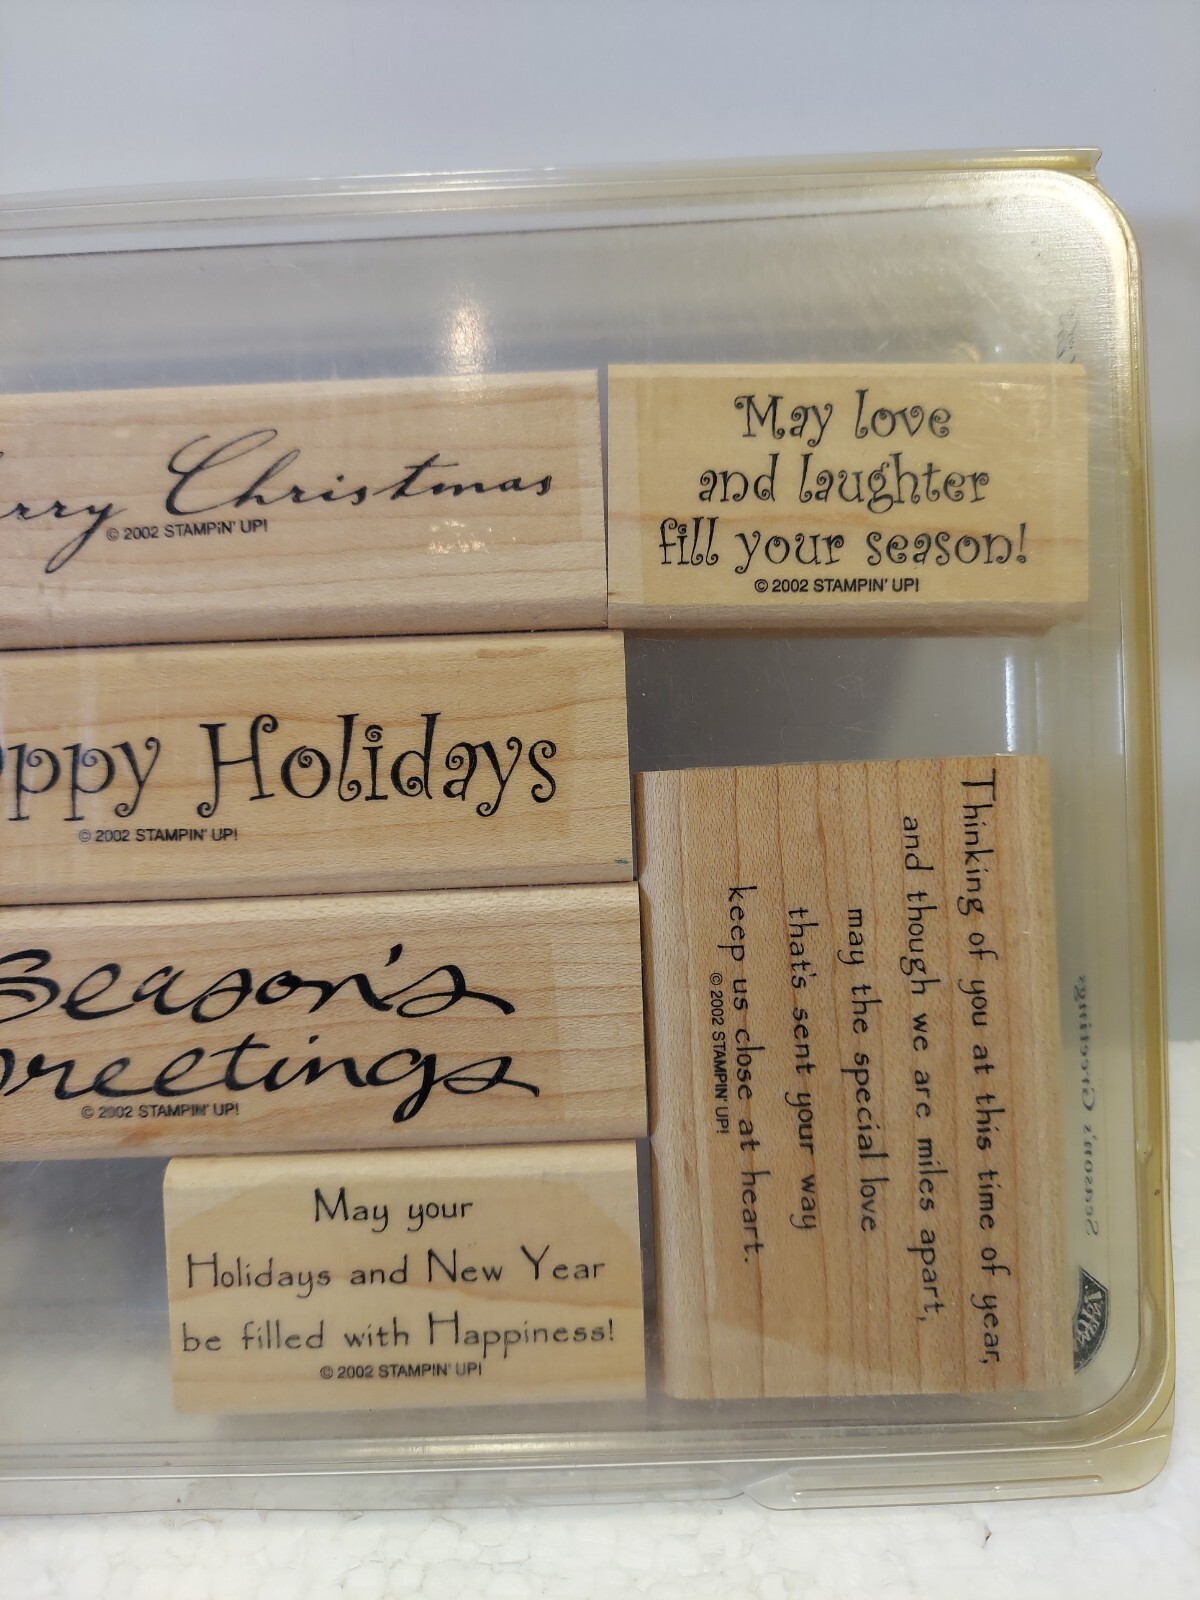 rry Christmas
© 2002 STAMPIN' UP!
May love
and laughter
fill your season!
© 2002 STAMPIN' UP!
ppy Holidays
© 2002 STAMPIN' UP!
Season's
reetings
© 2002 STAMPIN' UP!
May your
Holidays and New Year
be filled with Happiness!
© 2002 STAMPIN' UP!
Thinking of you at this time of year,
and though we are miles apart,
may the special love
that's sent your way
keep us close at heart.
© 2002 STAMPIN' UP!
Season's Greetings